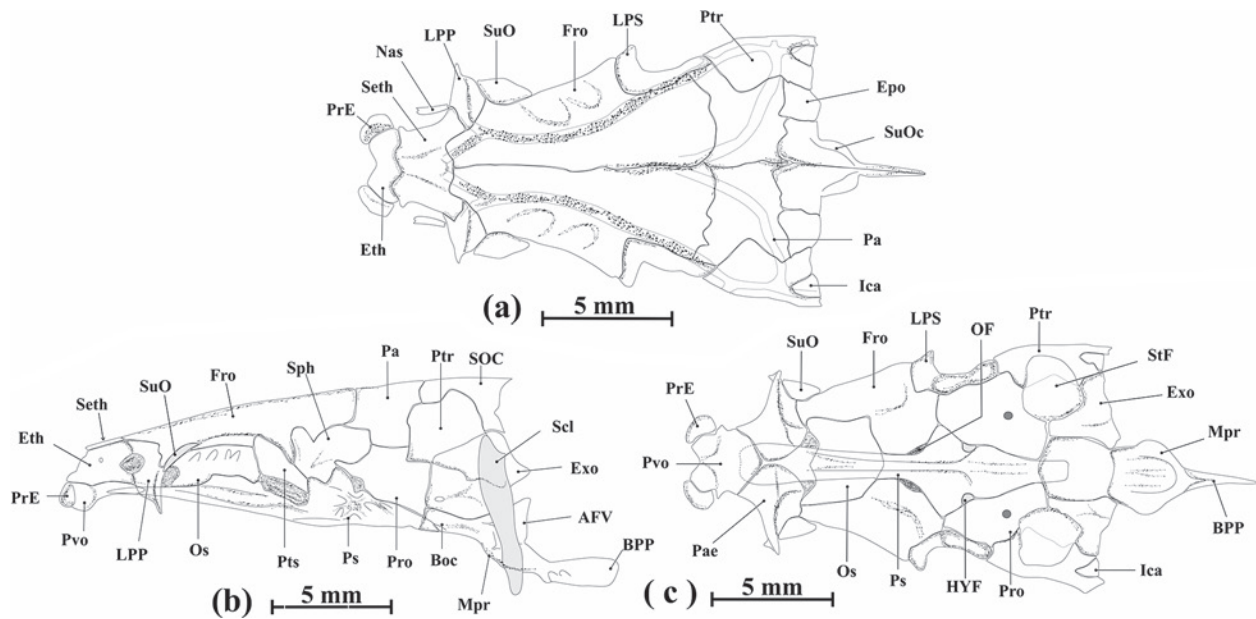 LPS
Ptr
LPP
SuO
Fro
Nas
Seth
Epo
PrE
SuOc
Eth
Pa
Ica
(a)
5 mm
Pa
Ptr
SOC
Sph
Fro
SuO
Seth
Scl
Eth
Exo
PrE
AFV
Pvo
LPP
Os
Pts
Ps
Pro
Boc
BPP
Mpr
(b)
5 mm
LPS
OF
Ptr
Fro
SuO
StF
Exo
PrE
Mpr
Pvo
BPP
Pae
Os
Ps
HYF
Pro
Ica
( c )
5 mm